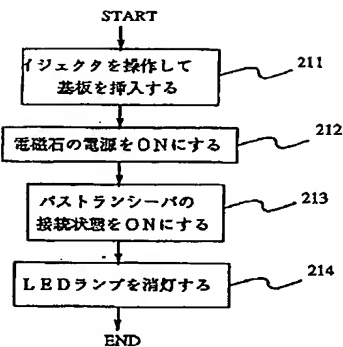 START
イジェクタを操作して
基板を挿入する
211
電磁石の電源をONにする
212
バストランシーバの
接続状態をONにする
213
LEDランプを消灯する
214
END